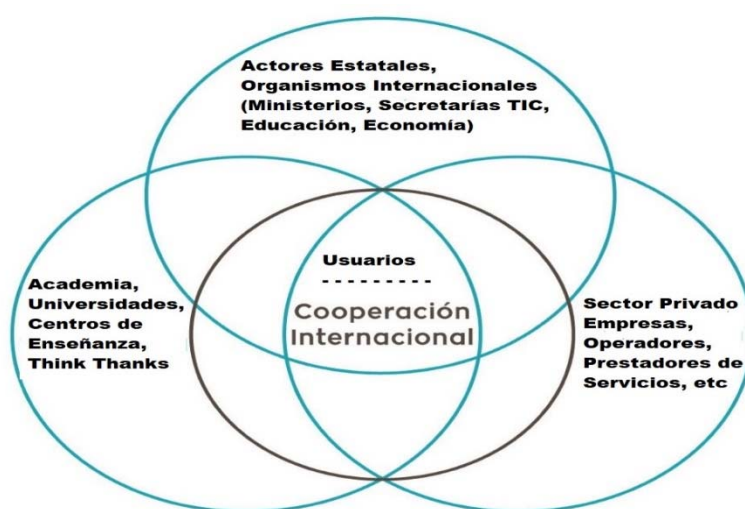 Actores Estatales,
Organismos Internacionales
(Ministerios, Secretarías TIC,
Educación, Economía)
Usuarios
---------
Cooperación
Internacional
Academia,
Universidades,
Centros de
Enseñanza,
Think Thanks
Sector Privado
Empresas,
Operadores,
Prestadores de
Servicios, etc